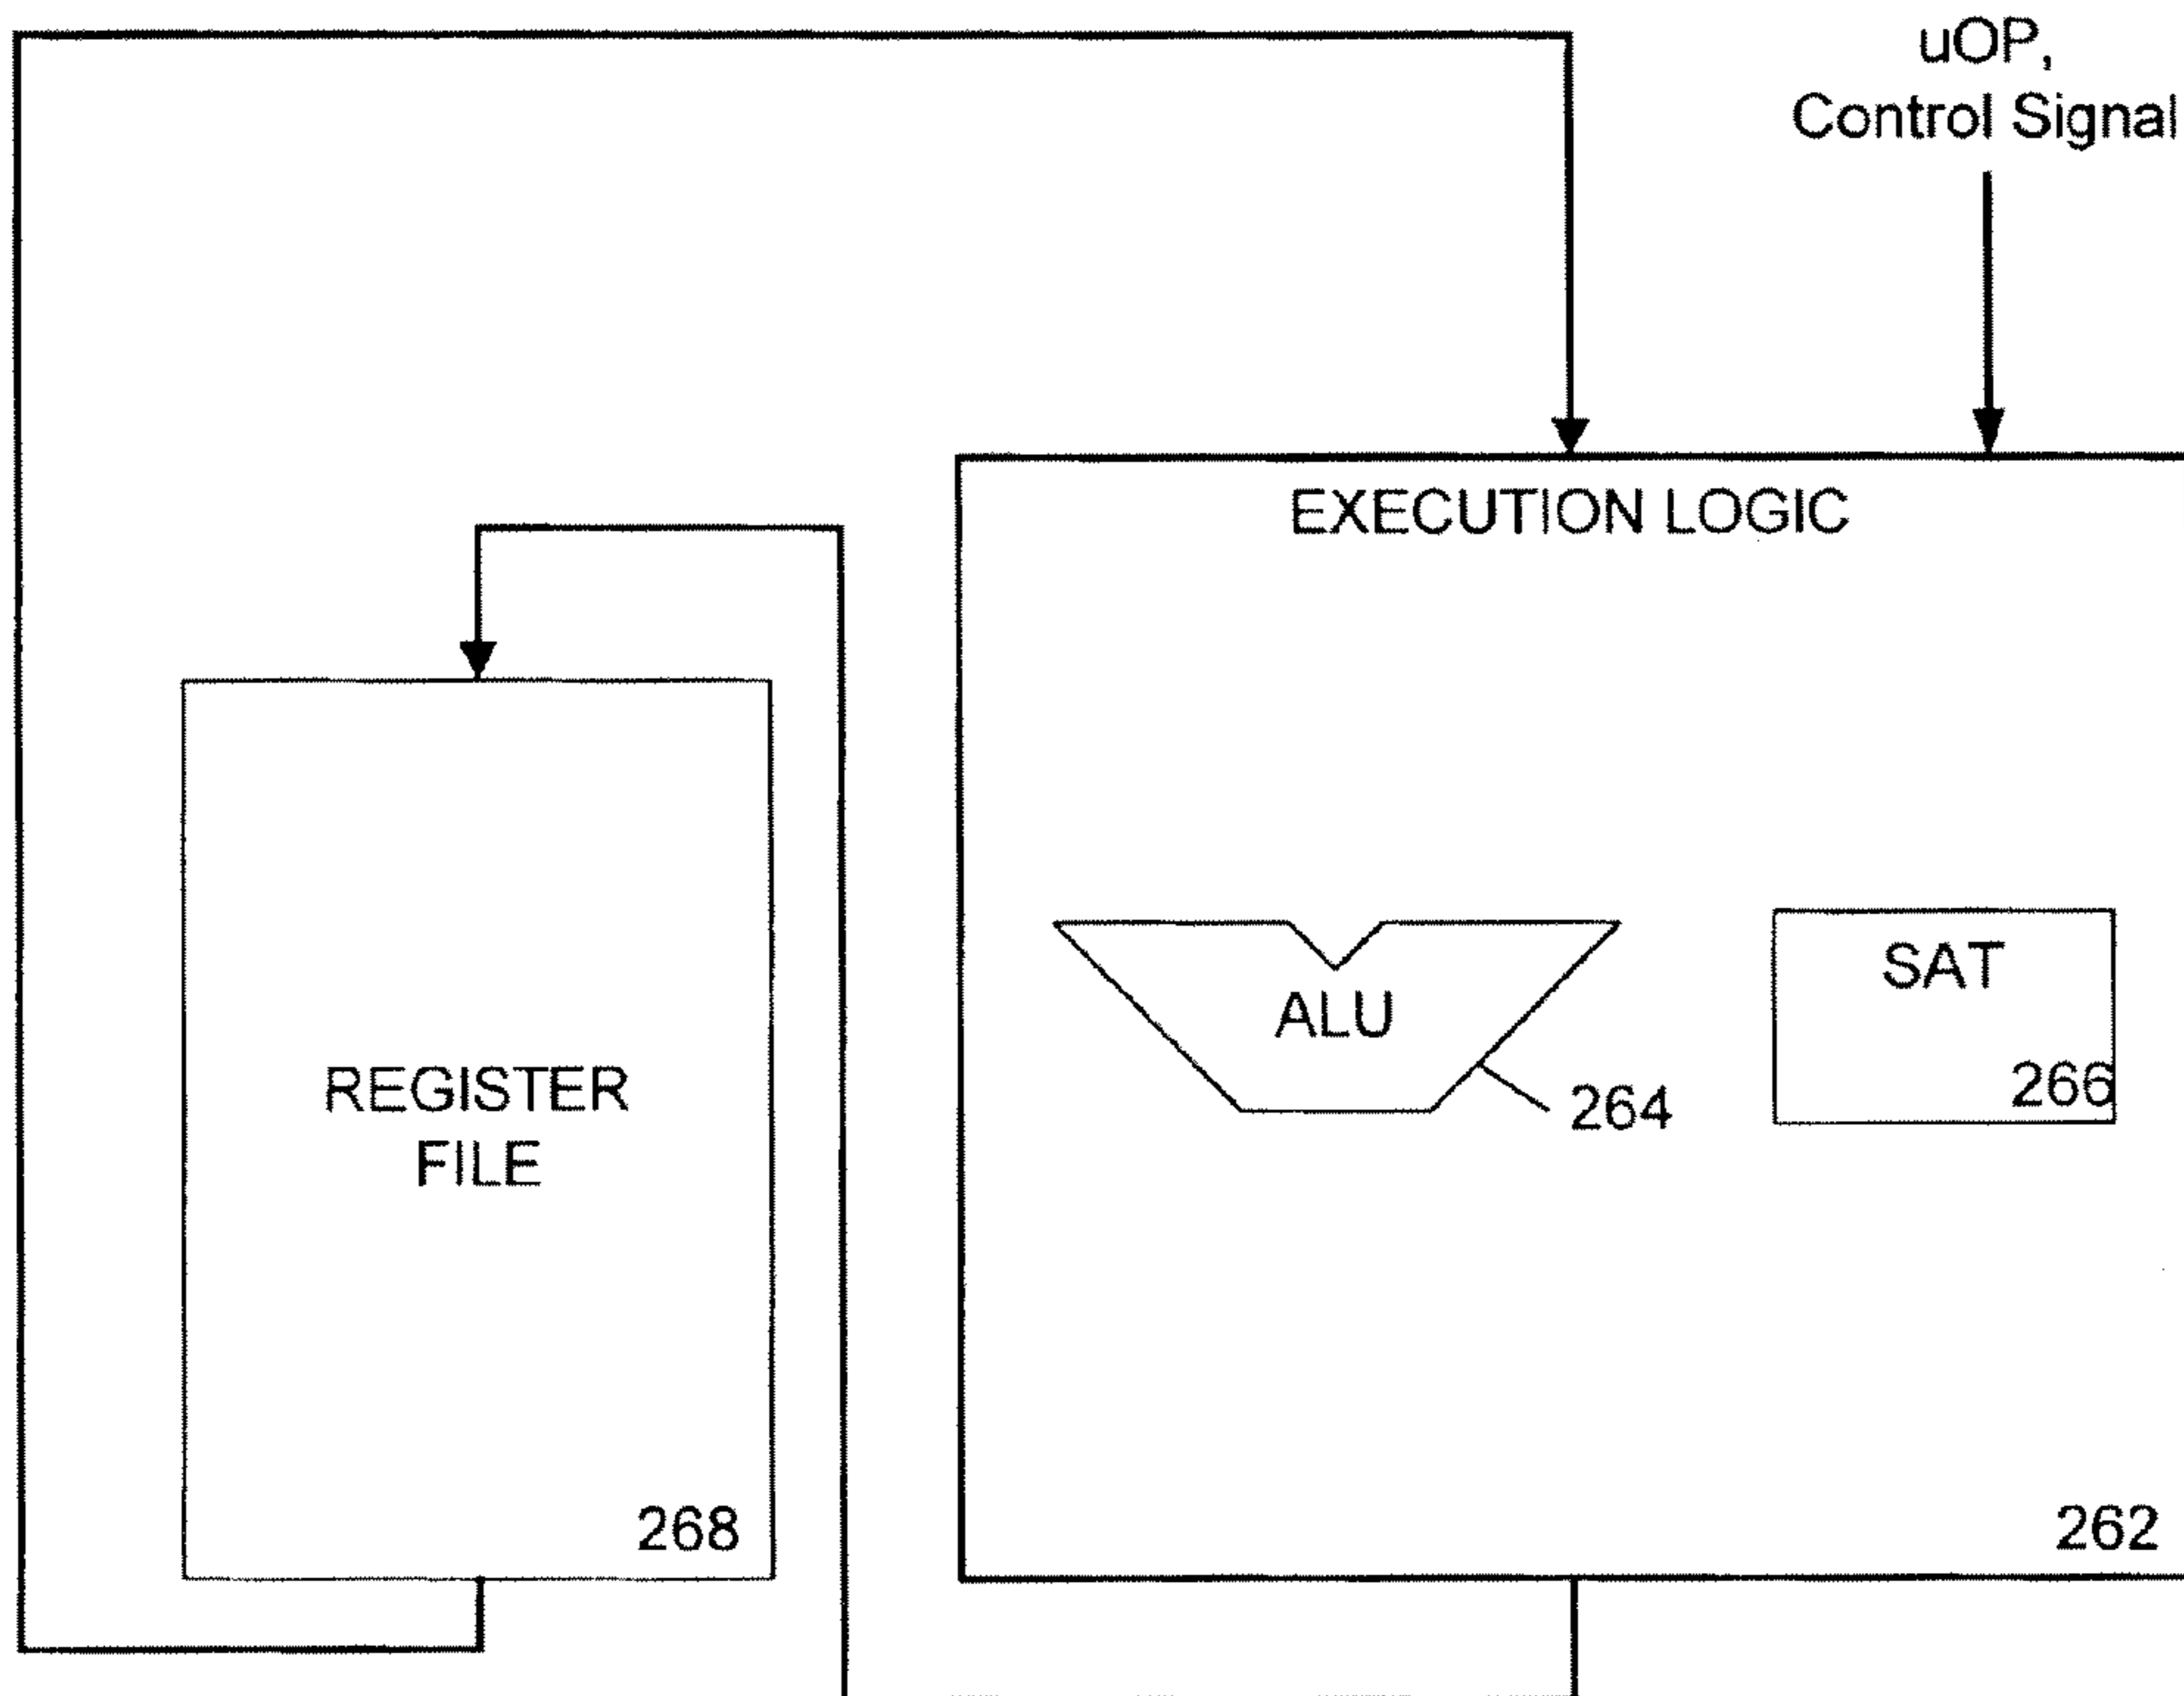 uOP,
Control Signal
EXECUTION LOGIC
SAT
ALU
266
264
REGISTER
FILE
268
262